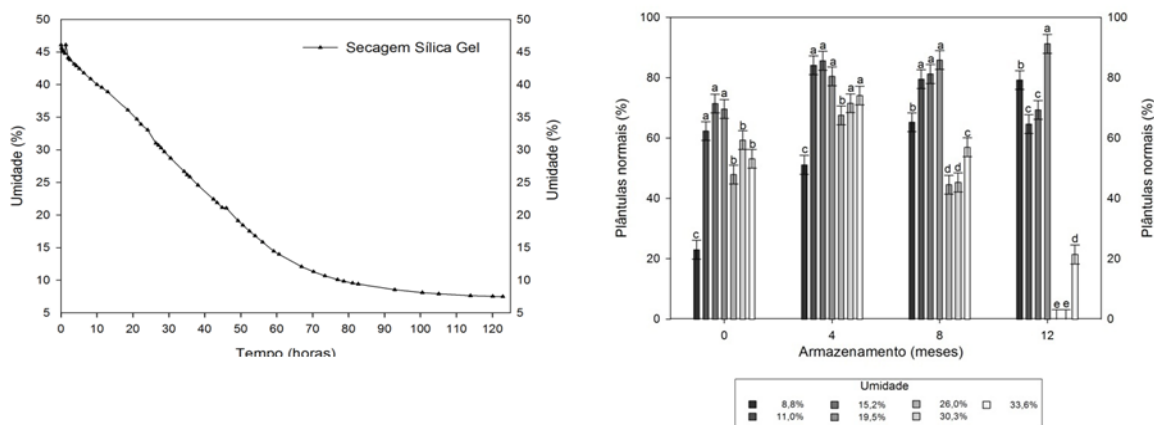 50
45
40
35
30
25
20
15
10
5
Umidade (%)
Secagem Sílica Gel
50
45
40
35
30
25
20
15
10
5
Umidade (%)
0 10 20 30 40 50 60 70 80 90 100 110 120
Tempo (horas)
100
80
60
40
20
0
Plântulas normais (%)
c a a a b b b
c a a a b a a
b a a a d d c
b c c a e e d
100
80
60
40
20
0
Plântulas normais (%)
0 4 8 12
Armazenamento (meses)
Umidade
8,8% 15,2% 26,0% 33,6%
11,0% 19,5% 30,3%